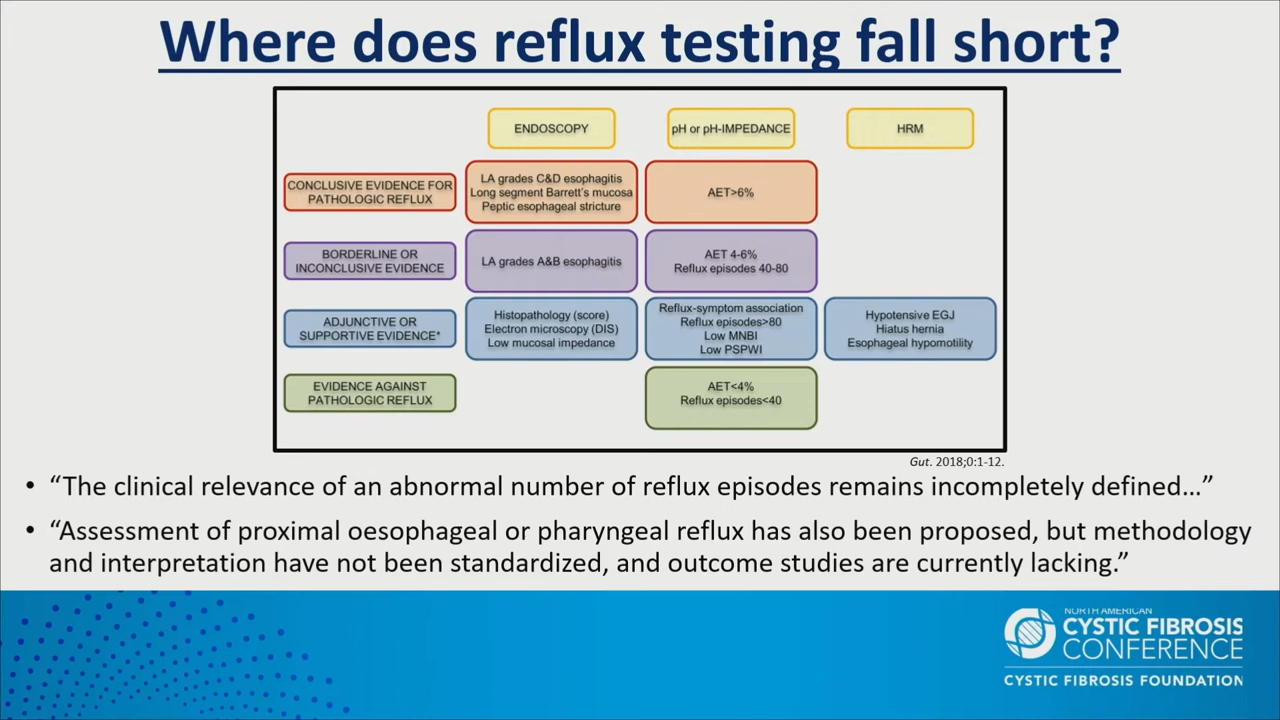 Where does reflux testing fall short?
ENDOSCOPY
pH or pH-IMPEDANCE
HRM
CONCLUSIVE EVIDENCE FOR
PATHOLOGIC REFLUX
LA grades C&D esophagitis
Long segment Barrett's mucosa
Peptic esophageal stricture
AET>6%
BORDERLINE OR
INCONCLUSIVE EVIDENCE
LA grades A&B esophagitis
AET 4-6%
Reflux episodes 40-80
ADJUNCTIVE OR
SUPPORTIVE EVIDENCE*
Histopathology (score)
Electron microscopy (DIS)
Low mucosal impedance
Reflux-symptom association
Reflux episodes>80
Low MNBI
Low PSPWI
Hypotensive EGJ
Hiatus hernia
Esophageal hypomotility
EVIDENCE AGAINST
PATHOLOGIC REFLUX
AET<4%
Reflux episodes<40
Gut. 2018;0:1-12.
• “The clinical relevance of an abnormal number of reflux episodes remains incompletely defined…”
• “Assessment of proximal oesophageal or pharyngeal reflux has also been proposed, but methodology
and interpretation have not been standardized, and outcome studies are currently lacking.”
NORTH AMERICAN
CYSTIC FIBROSIS
CONFERENCE
CYSTIC FIBROSIS FOUNDATION